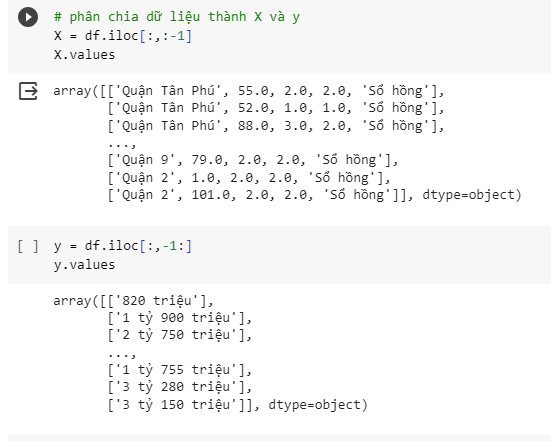 # phân chia dữ liệu thành X và y
X = df.iloc[:,:-1]
X.values
array([['Quận Tân Phú', 55.0, 2.0, 2.0, 'Sổ hồng'],
['Quận Tân Phú', 52.0, 1.0, 1.0, 'Sổ hồng'],
['Quận Tân Phú', 88.0, 3.0, 2.0, 'Sổ hồng'],
...,
['Quận 9', 79.0, 2.0, 2.0, 'Sổ hồng'],
['Quận 2', 1.0, 2.0, 2.0, 'Sổ hồng'],
['Quận 2', 101.0, 2.0, 2.0, 'Sổ hồng']], dtype=object)
[ ] y = df.iloc[:,-1:]
y.values
array([['820 triệu'],
['1 tỷ 900 triệu'],
['2 tỷ 750 triệu'],
...,
['1 tỷ 755 triệu'],
['3 tỷ 280 triệu'],
['3 tỷ 150 triệu']], dtype=object)